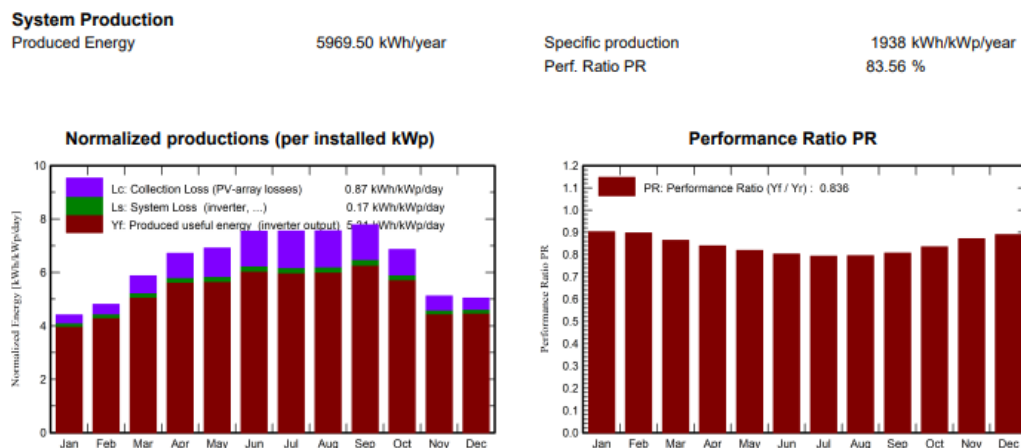 System Production
Produced Energy 5969.50 kWh/year Specific production 1938 kWh/kWp/year
Perf. Ratio PR 83.56 %
Normalized productions (per installed kWp)
Normalized Energy [kWh/kWp/day]
10
8
6
4
2
0
Lc: Collection Loss (PV-array losses) 0.87 kWh/kWp/day
Ls: System Loss (inverter, ...) 0.17 kWh/kWp/day
Yf: Produced useful energy (inverter output) kWh/kWp/day
Jan Feb Mar Apr May Jun Jul Aug Sep Oct Nov Dec
Performance Ratio PR
Performance Ratio PR
1.2
1.1
1.0
0.9
0.8
0.7
0.6
0.5
0.4
0.3
0.2
0.1
0.0
PR: Performance Ratio (Yf / Yr) : 0.836
Jan Feb Mar Apr May Jun Jul Aug Sep Oct Nov Dec